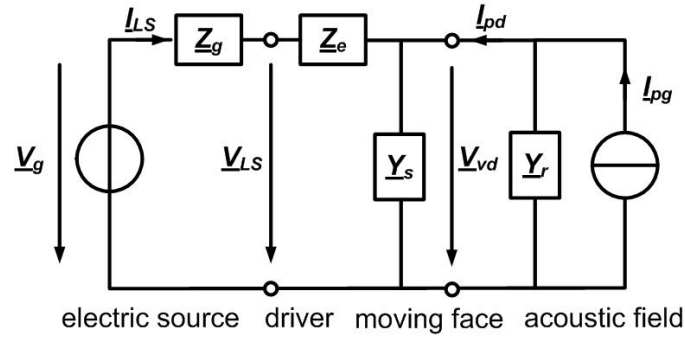 I_LS
Z_g
Z_e
I_pd
I_pg
V_g
V_LS
Y_s
V_vd
Y_r
electric source driver moving face acoustic field